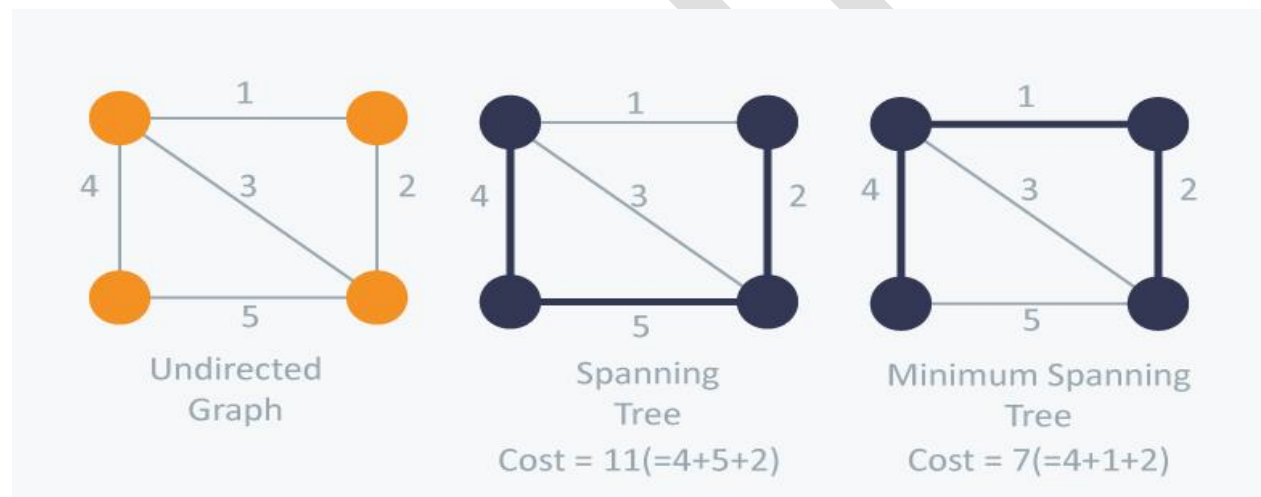 1
4
3
2
5
Undirected
Graph
1
4
3
2
5
Spanning
Tree
Cost = 11(=4+5+2)
1
4
3
2
5
Minimum Spanning
Tree
Cost = 7(=4+1+2)